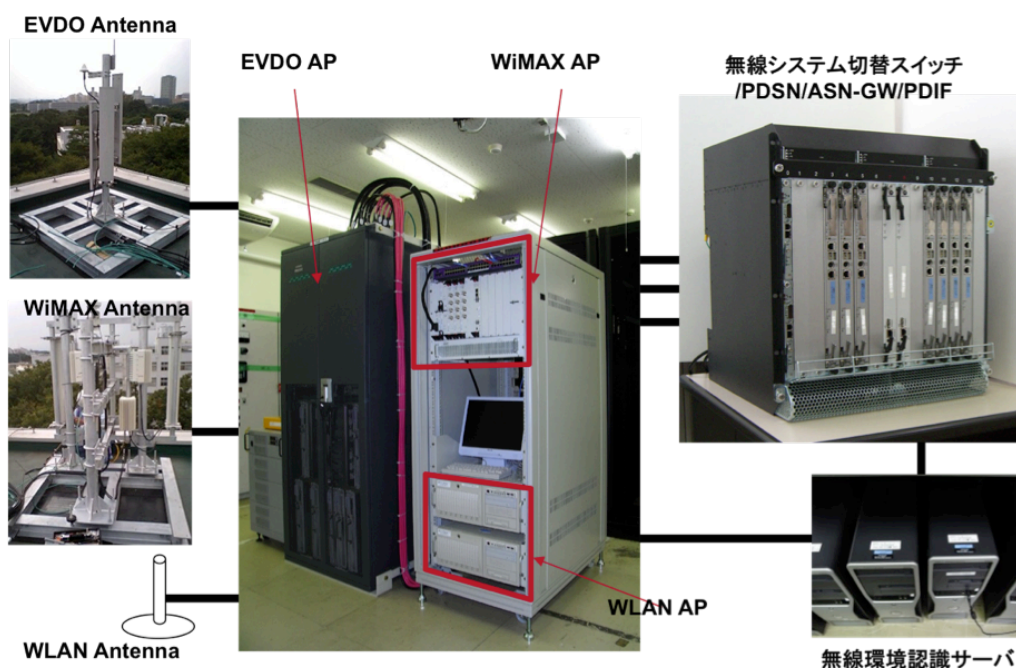 EVDO Antenna
EVDO AP
WiMAX AP
無線システム切替スイッチ
/PDSN/ASN-GW/PDIF
WiMAX Antenna
WLAN AP
WLAN Antenna
無線環境認識サーバ